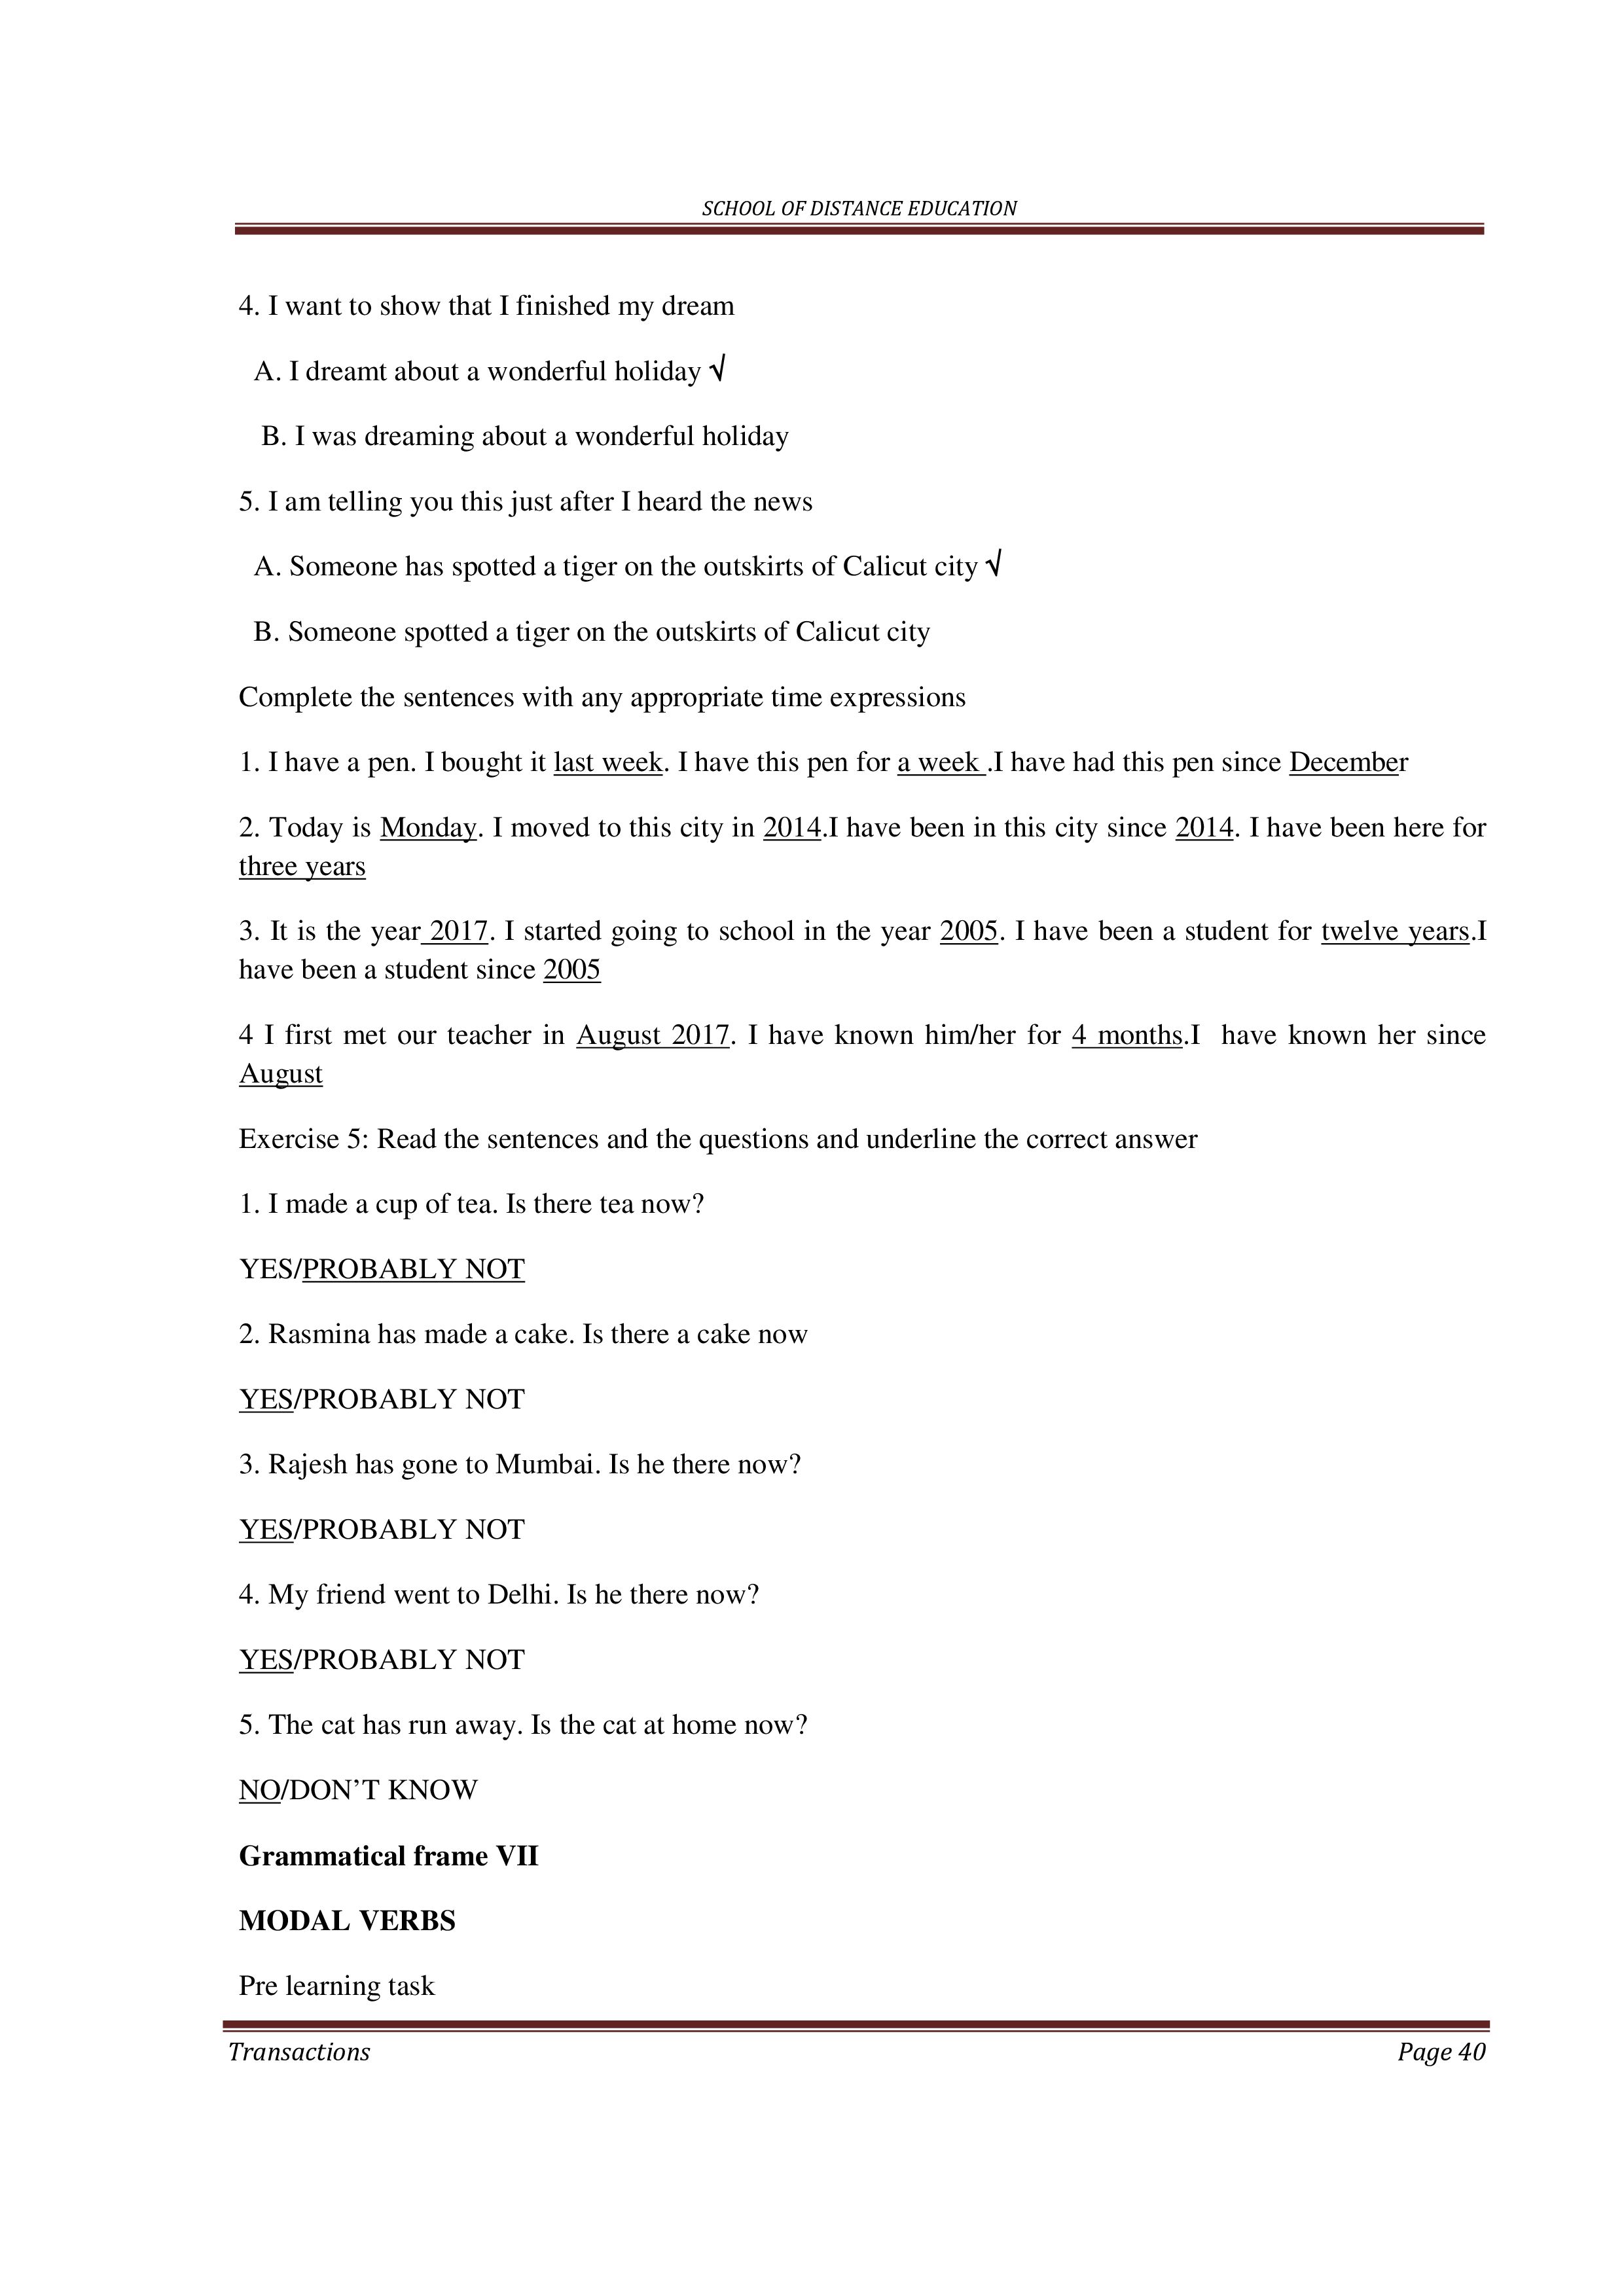 SCHOOL OF DISTANCE EDUCATION
4. I want to show that I finished my dream
A. I dreamt about a wonderful holiday √
B. I was dreaming about a wonderful holiday
5. I am telling you this just after I heard the news
A. Someone has spotted a tiger on the outskirts of Calicut city √
B. Someone spotted a tiger on the outskirts of Calicut city
Complete the sentences with any appropriate time expressions
1. I have a pen. I bought it last week. I have this pen for a week .I have had this pen since December
2. Today is Monday. I moved to this city in 2014.I have been in this city since 2014. I have been here for
three years
3. It is the year 2017. I started going to school in the year 2005. I have been a student for twelve years.I
have been a student since 2005
4 I first met our teacher in August 2017. I have known him/her for 4 months.I have known her since
August
Exercise 5: Read the sentences and the questions and underline the correct answer
1. I made a cup of tea. Is there tea now?
YES/PROBABLY NOT
2. Rasmina has made a cake. Is there a cake now
YES/PROBABLY NOT
3. Rajesh has gone to Mumbai. Is he there now?
YES/PROBABLY NOT
4. My friend went to Delhi. Is he there now?
YES/PROBABLY NOT
5. The cat has run away. Is the cat at home now?
NO/DON’T KNOW
Grammatical frame VII
MODAL VERBS
Pre learning task
Transactions Page 40